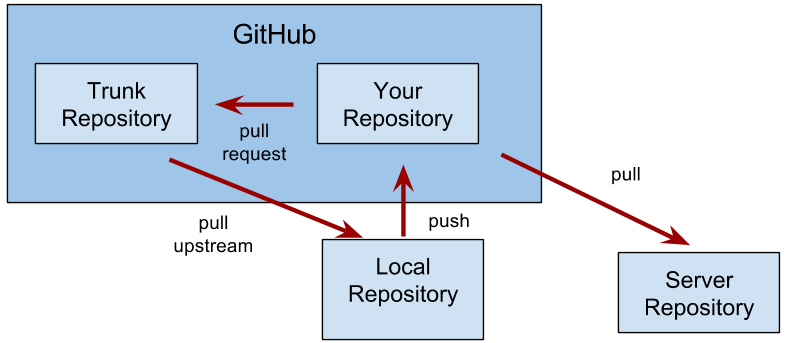 GitHub
Trunk
Repository
Your
Repository
pull
request
pull
pull
upstream
push
Local
Repository
Server
Repository